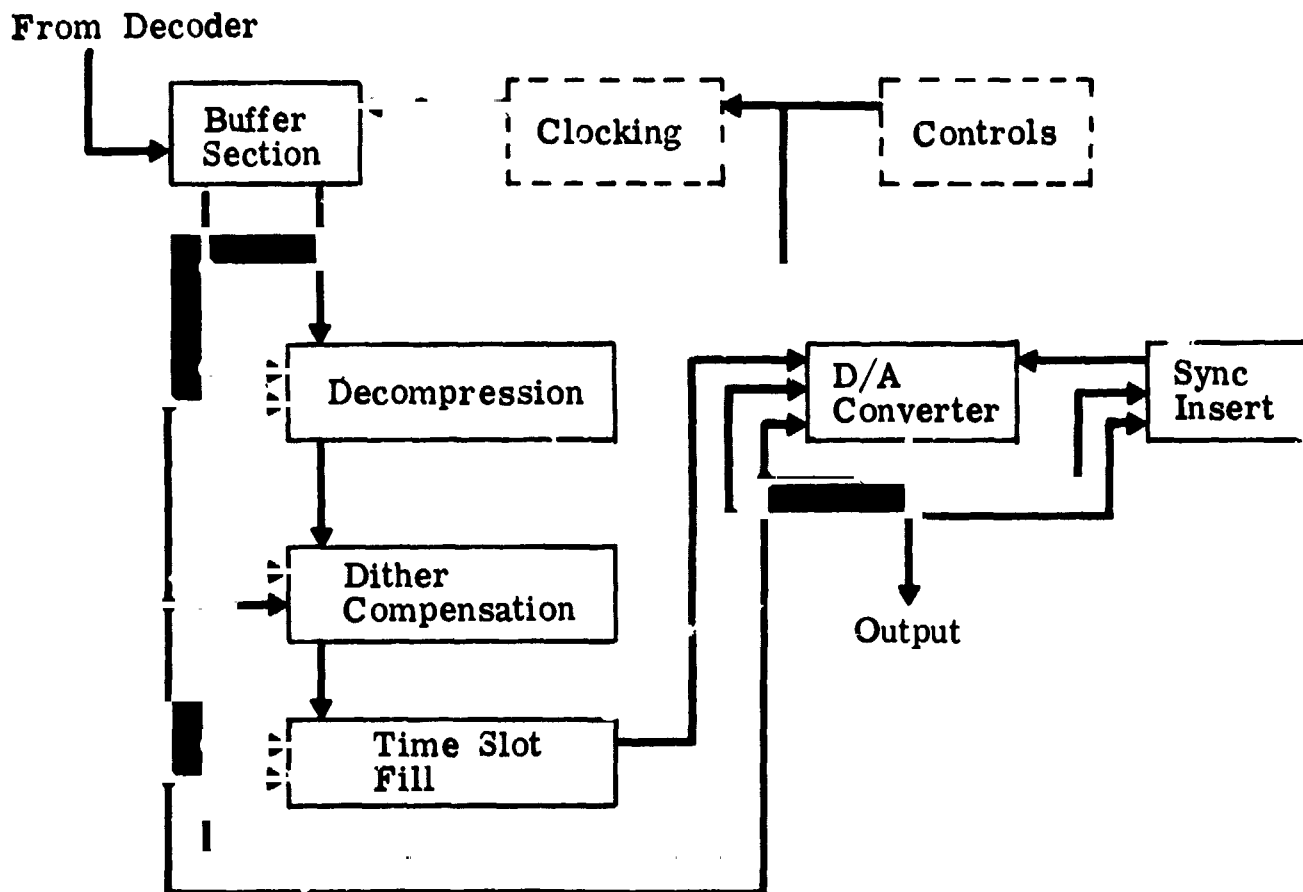 From Decoder
Buffer
Section
Clocking
Controls
Decompression
D/A
Converter
Sync
Insert
Dither
Compensation
Output
Time Slot
Fill